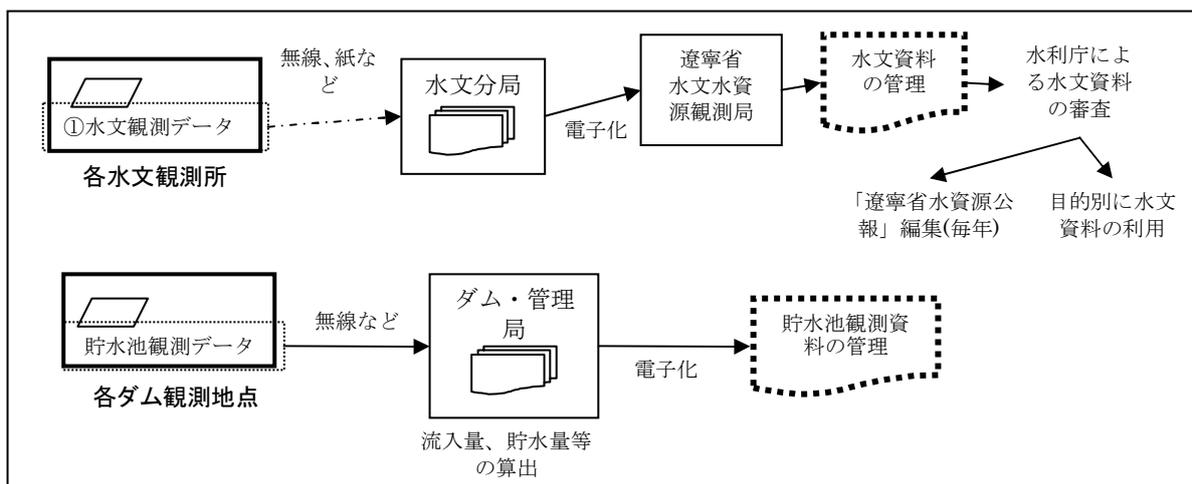 無線、紙な
ど
①水文観測データ
各水文観測所
水文分局
電子化
遼寧省
水文水資
源観測局
水文資料
の管理
水利庁によ
る水文資料
の審査
「遼寧省水資源公
報」編集(毎年)
目的別に水文
資料の利用
貯水池観測データ
各ダム観測地点
無線など
ダム・管理
局
流入量、貯水量等
の算出
電子化
貯水池観測資
料の管理